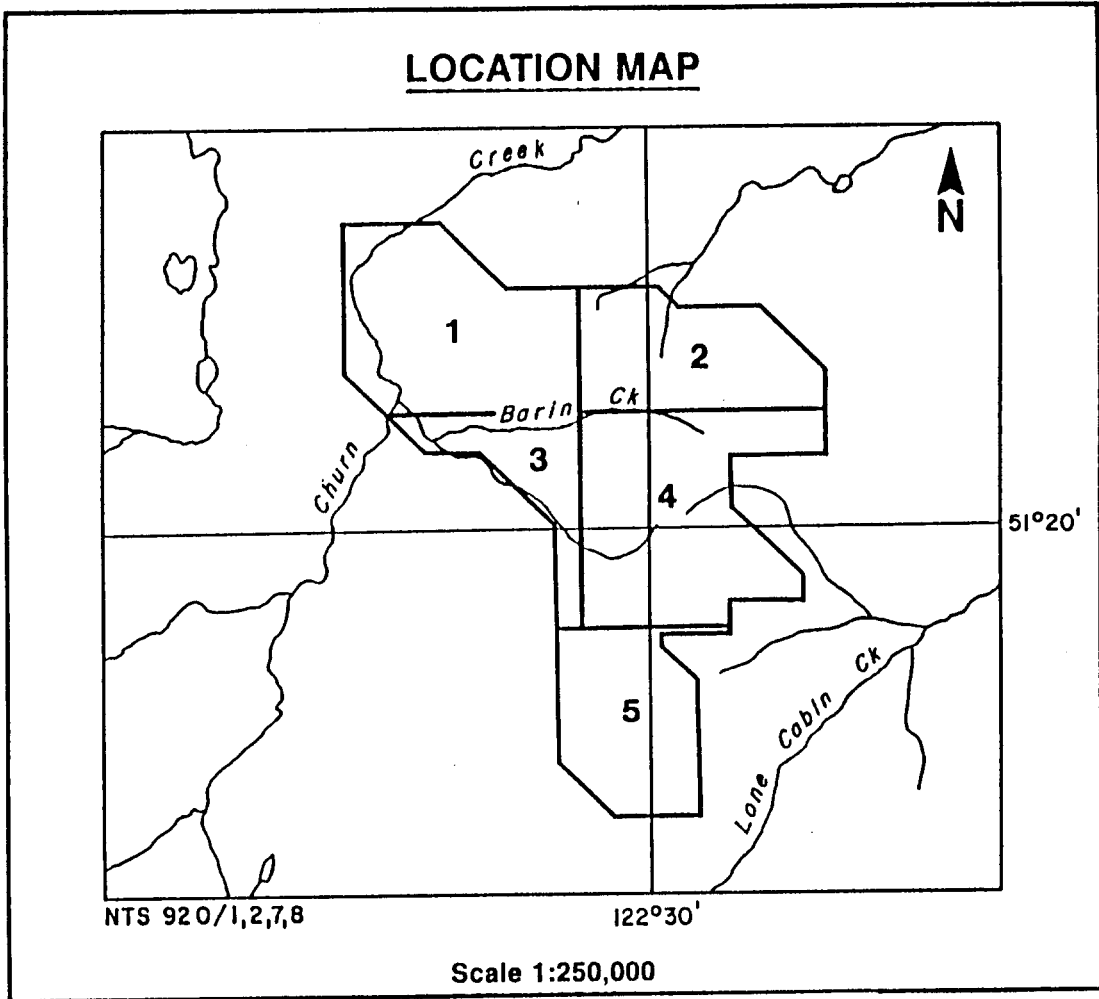 LOCATION MAP
Creek
N
1
2
Barin Ck
3
Churn
4
51°20'
5
Lone Cabin Ck
NTS 92 O/1,2,7,8
122°30'
Scale 1:250,000